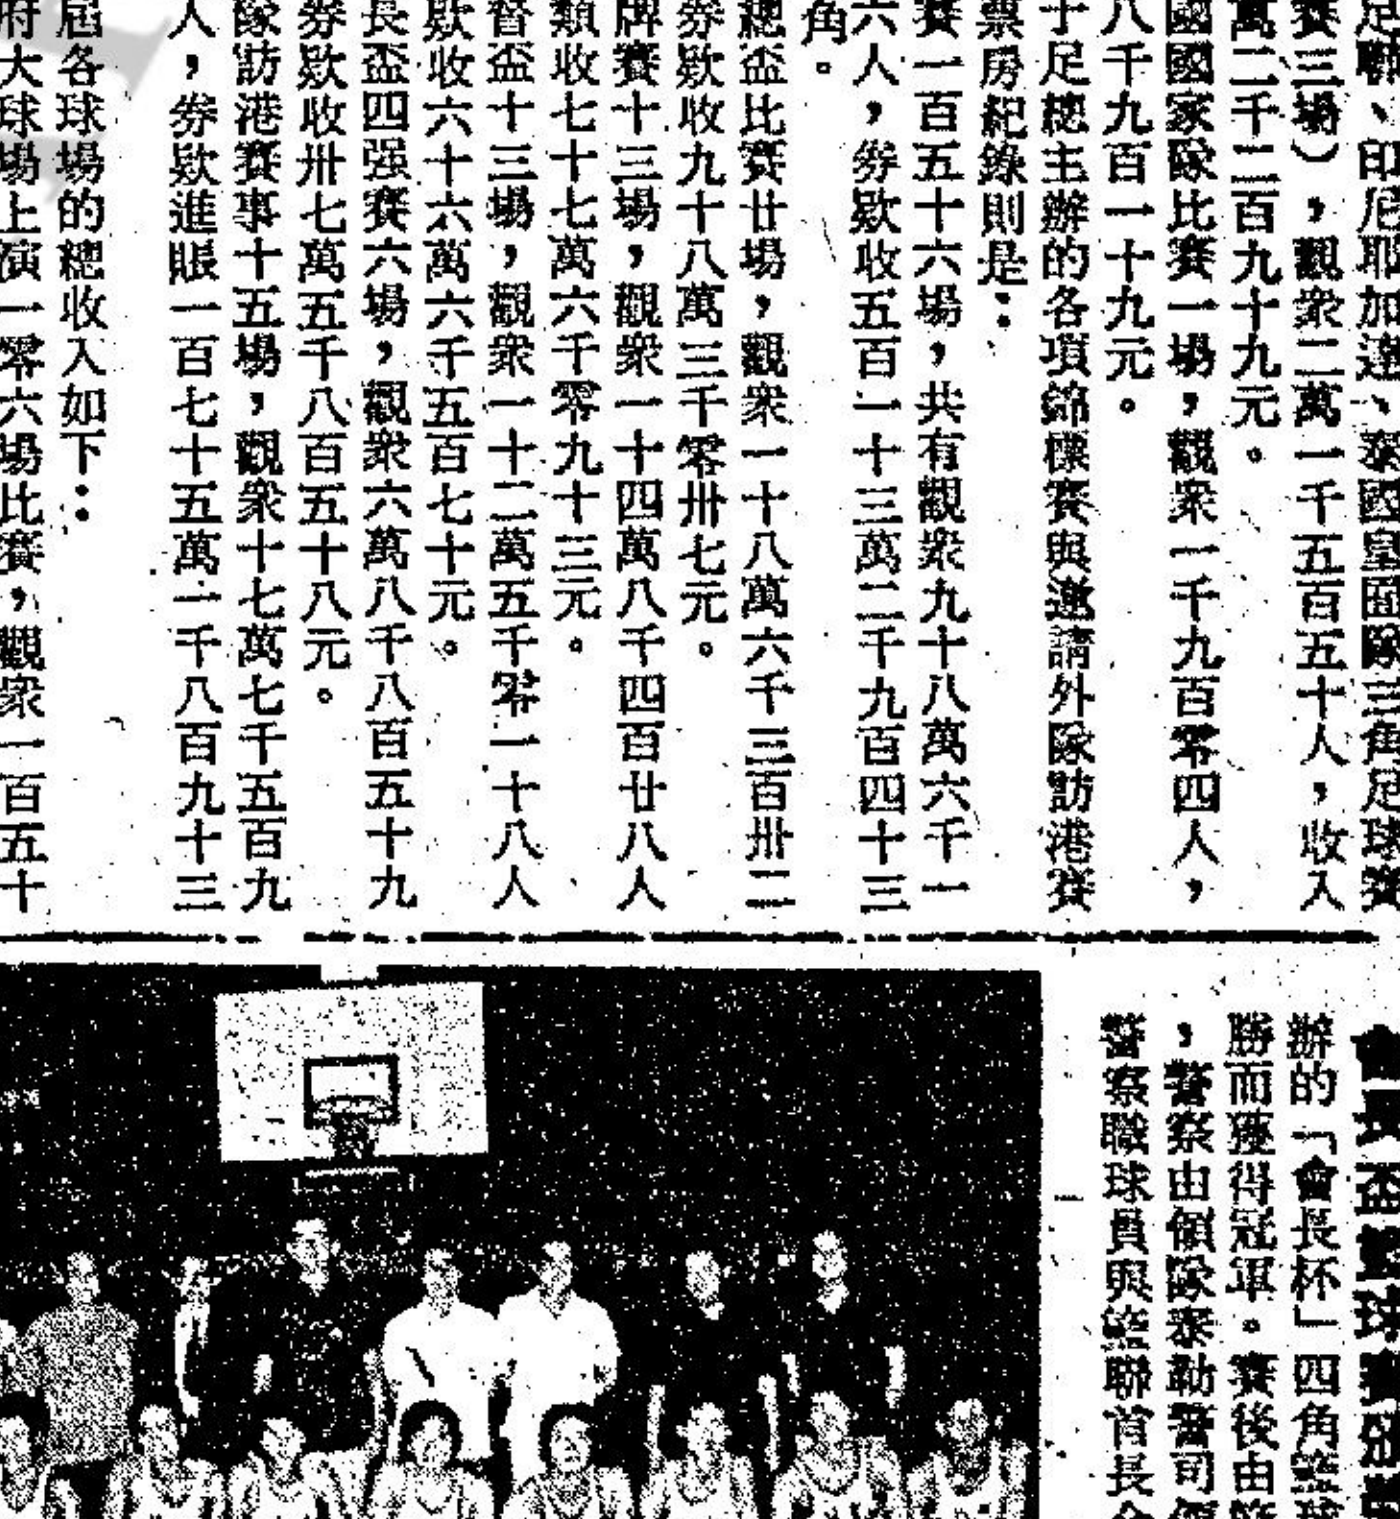 足聯、印尼耶加達、泰國皇囯隊三角足球賽
賽三場），觀衆二萬一千五百五十人，收入
萬二千二百九十九元。
國國家隊比賽一場，觀衆一千九百零四人，
八千九百一十九元。
于足總主辦的各項錦標賽與邀請外隊訪港賽
票房紀錄則是：
賽一百五十六場，共有觀衆九十八萬六千一
六人，券欵收五百一十三萬二千九百四十三
角。
總盃比賽廿場，觀衆一十八萬六千三百卅二
券欵收九十八萬三千零卅七元。
牌賽十三場，觀衆一十四萬八千四百廿八人
類收七十七萬六千零九十三元。
督盃十三場，觀衆一十二萬五千零一十八人
欵收六十六萬六千五百七十元。
長盃四强賽六場，觀衆六萬八千八百五十九
券欵收卅七萬五千八百五十八元。
隊訪港賽事十五場，觀衆十七萬七千五百九
人，券欵進賬一百七十五萬一千八百九十三
屆各球場的總收入如下：
府大球場上演一零六場比賽，觀衆一百五十
會長盃籃球賽頒
辦的「會長杯」四角籃球
勝而獲得冠軍。賽後由
，警察由領隊泰勒警司
警察職球員與籃聯首長